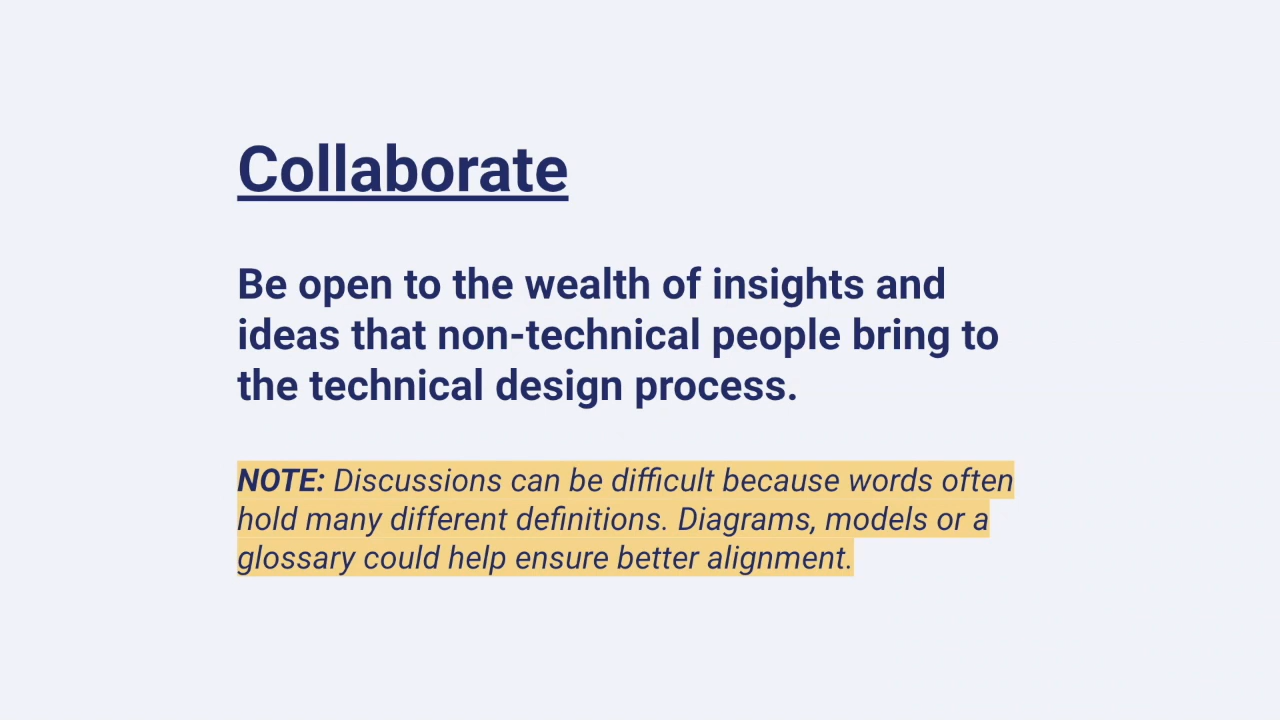 Collaborate
Be open to the wealth of insights and
ideas that non-technical people bring to
the technical design process.
NOTE: Discussions can be difficult because words often
hold many different definitions. Diagrams, models or a
glossary could help ensure better alignment.